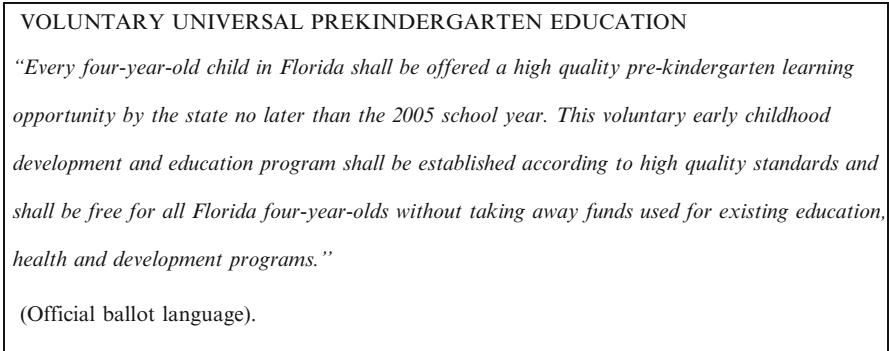 VOLUNTARY UNIVERSAL PREKINDERGARTEN EDUCATION
“Every four-year-old child in Florida shall be offered a high quality pre-kindergarten learning
opportunity by the state no later than the 2005 school year. This voluntary early childhood
development and education program shall be established according to high quality standards and
shall be free for all Florida four-year-olds without taking away funds used for existing education,
health and development programs.’’
(Official ballot language).